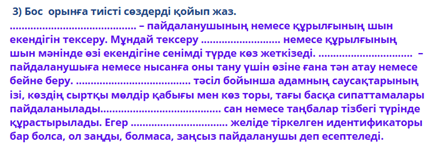 3) Бос орынға тиісті сөздерді қойып жаз.
.......................................... – пайдаланушының немесе құрылғының шын
екендігін тексеру. Мұндай тексеру .......................... немесе құрылғының
шын мәнінде өзі екендігіне сенімді түрде көз жеткізеді. ............................... –
пайдаланушыға немесе нысанға оны тану үшін өзіне ғана тән атау немесе
бейне беру. ...................................... тәсіл бойынша адамның саусақтарының
ізі, көздің сыртқы мөлдір қабығы мен көз торы, тағы басқа сипаттамалары
пайдаланылады........................................ сан немесе таңбалар тізбегі түрінде
құрастырылады. Егер ................................ желіде тіркелген идентификаторы
бар болса, ол заңды, болмаса, заңсыз пайдаланушы деп есептеледі.